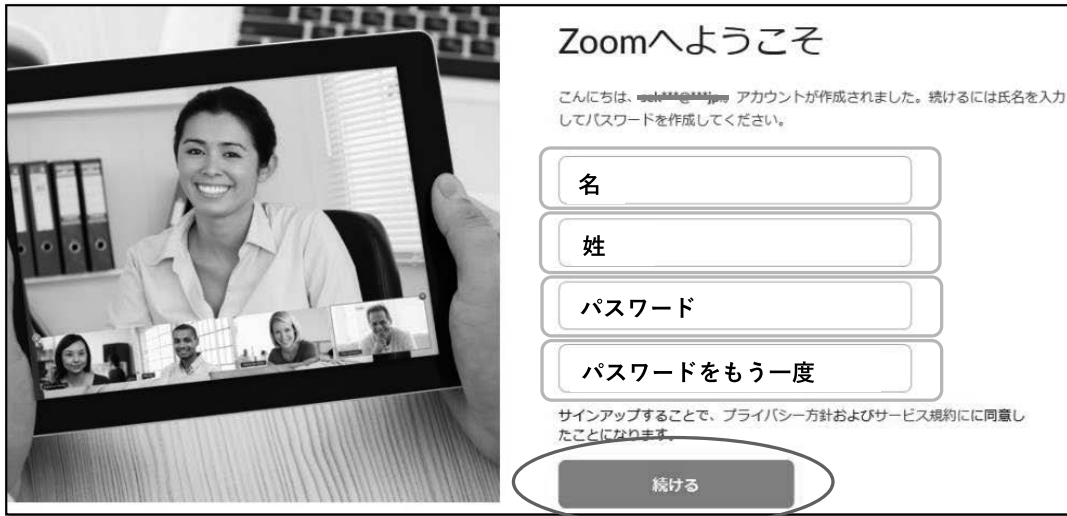 Zoomへようこそ
こんにちは、 アカウントが作成されました。続けるには氏名を入力
してパスワードを作成してください。
名
姓
パスワード
パスワードをもう一度
サインアップすることで、プライバシー方針およびサービス規約にに同意し
たことになります。
続ける